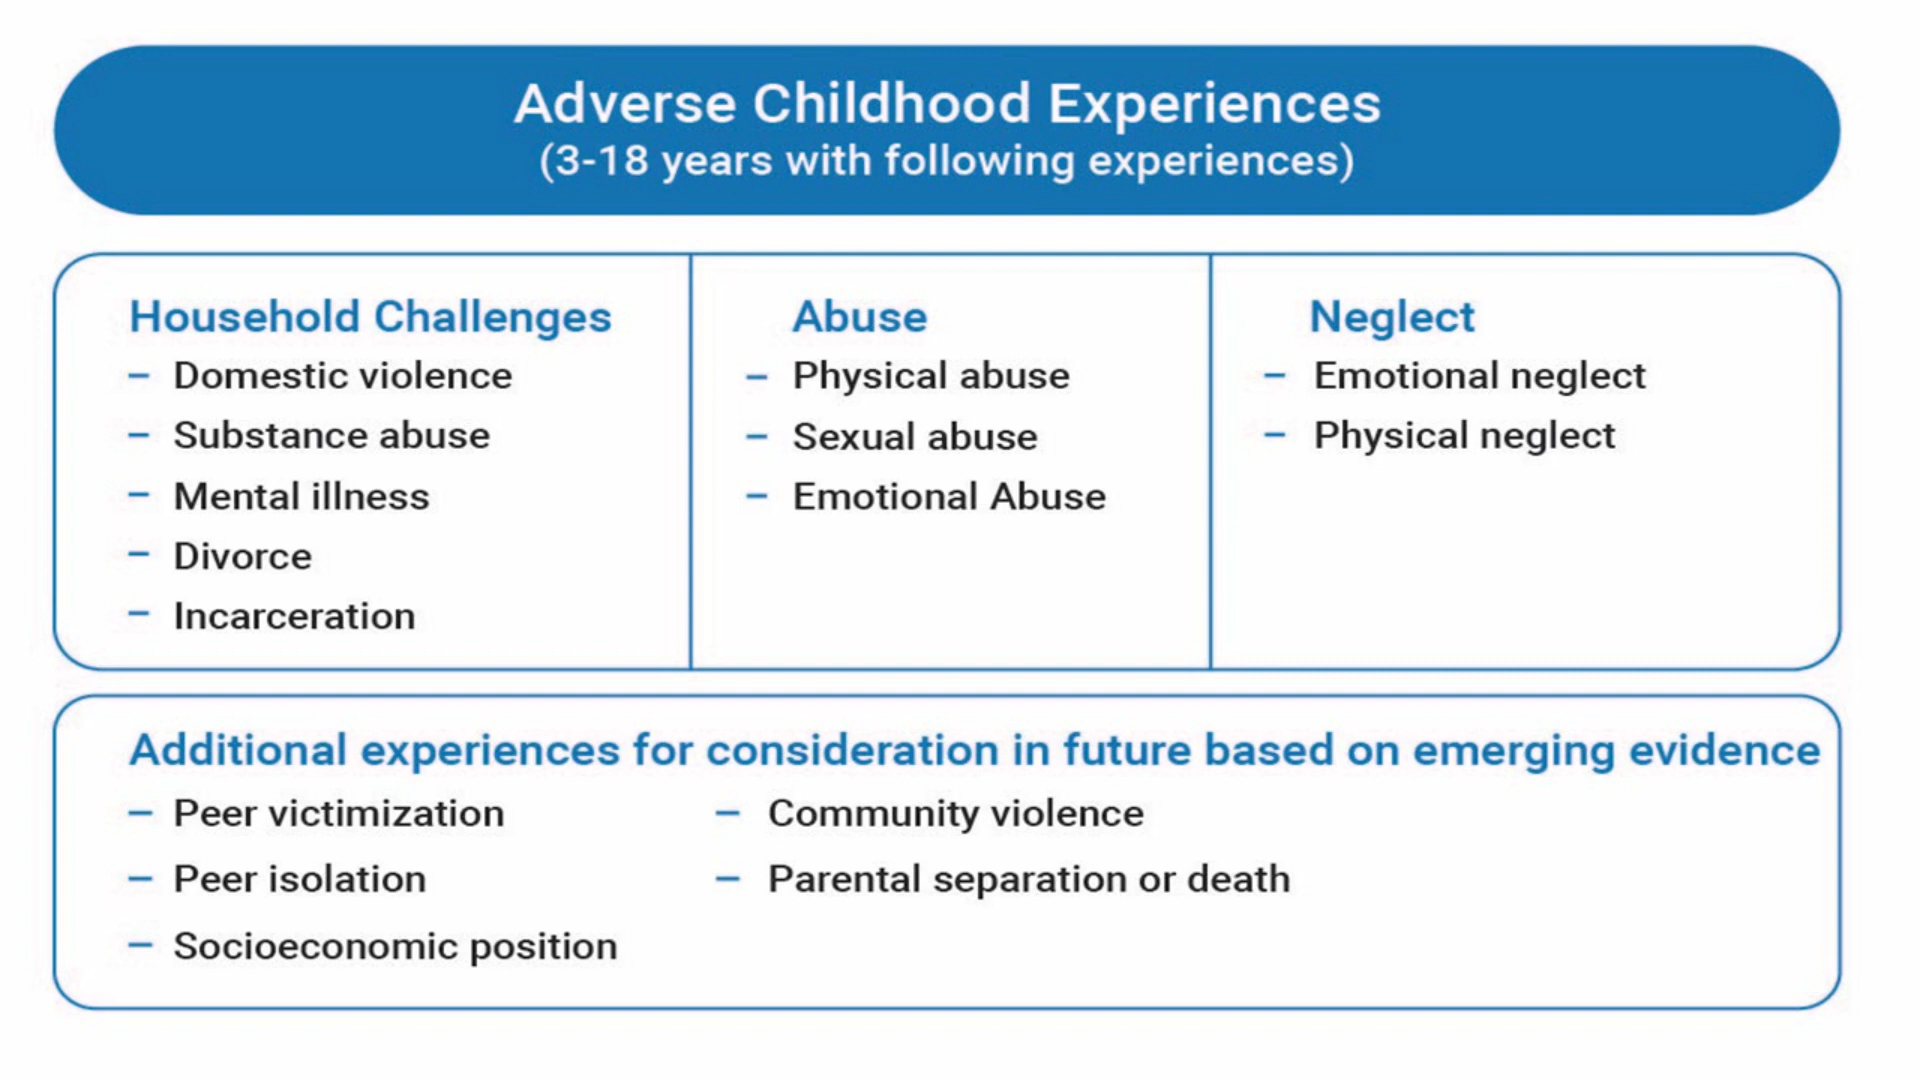 Adverse Childhood Experiences
(3-18 years with following experiences)
Household Challenges
– Domestic violence
– Substance abuse
– Mental illness
– Divorce
– Incarceration
Abuse
– Physical abuse
– Sexual abuse
– Emotional Abuse
Neglect
– Emotional neglect
– Physical neglect
Additional experiences for consideration in future based on emerging evidence
– Peer victimization
– Peer isolation
– Socioeconomic position
– Community violence
– Parental separation or death